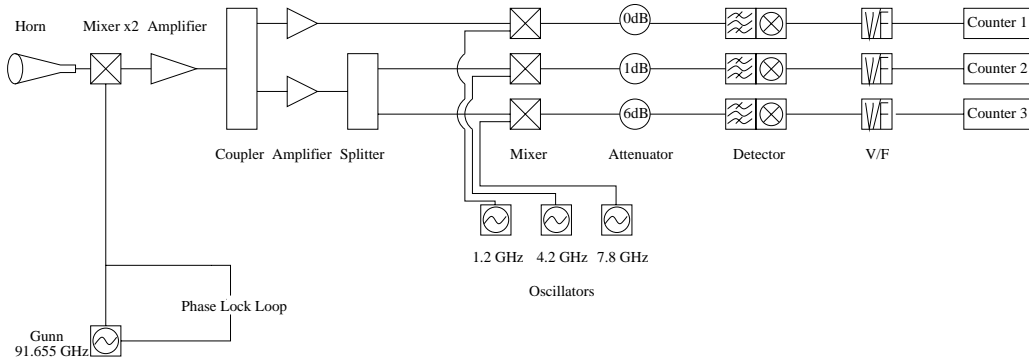 Horn
Mixer x2
Amplifier
0dB
Counter 1
1dB
Counter 2
6dB
Counter 3
Coupler
Amplifier
Splitter
Mixer
Attenuator
Detector
V/F
1.2 GHz
4.2 GHz
7.8 GHz
Oscillators
Phase Lock Loop
Gunn
91.655 GHz